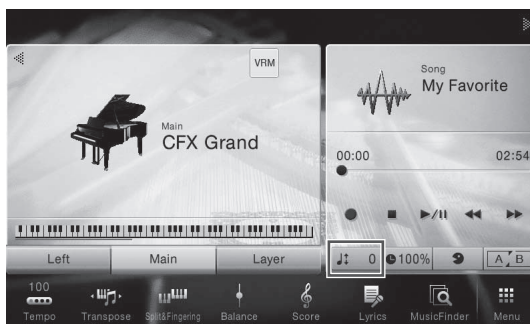 VRM
Main
CFX Grand
Song
My Favorite
00:00 02:54
Left Main Layer 0 100% A B
100
Tempo Transpose Split&Fingering Balance Score Lyrics MusicFinder Menu